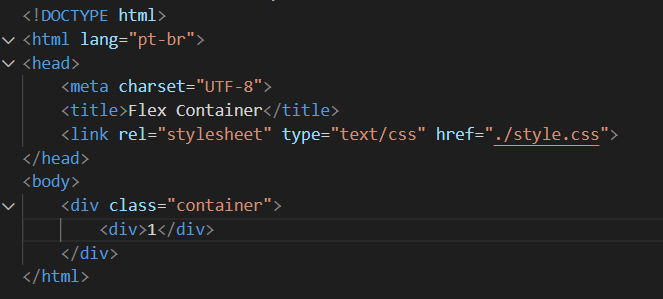 <!DOCTYPE html>
<html lang="pt-br">
<head>
    <meta charset="UTF-8">
    <title>Flex Container</title>
    <link rel="stylesheet" type="text/css" href="./style.css">
</head>
<body>
    <div class="container">
        <div>1</div>
    </div>
</html>